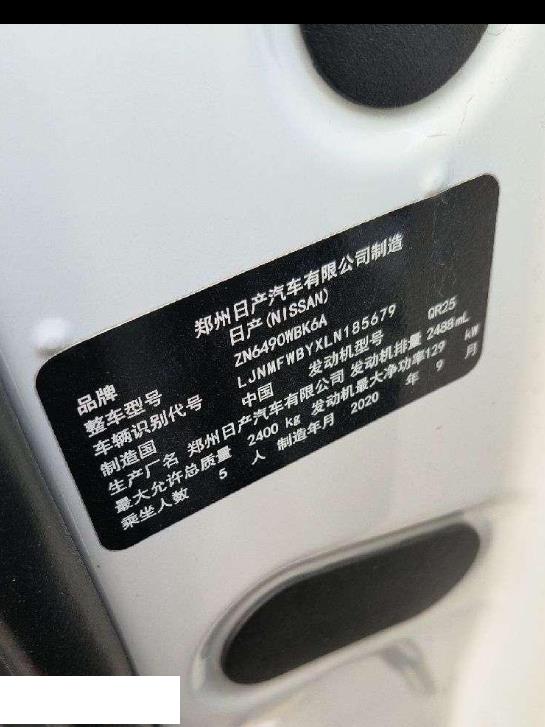 郑州日产汽车有限公司制造
品牌 日产(NISSAN)
整车型号 ZN6490WBK6A
车辆识别代号 LJNMFWBYXLN185679
制造国 中国 发动机型号 QR25
生产厂名 郑州日产汽车有限公司 发动机排量 2488mL
最大允许总质量 2400 kg 发动机最大净功率129 kW
乘坐人数 5 人 制造年月 2020 年 9 月